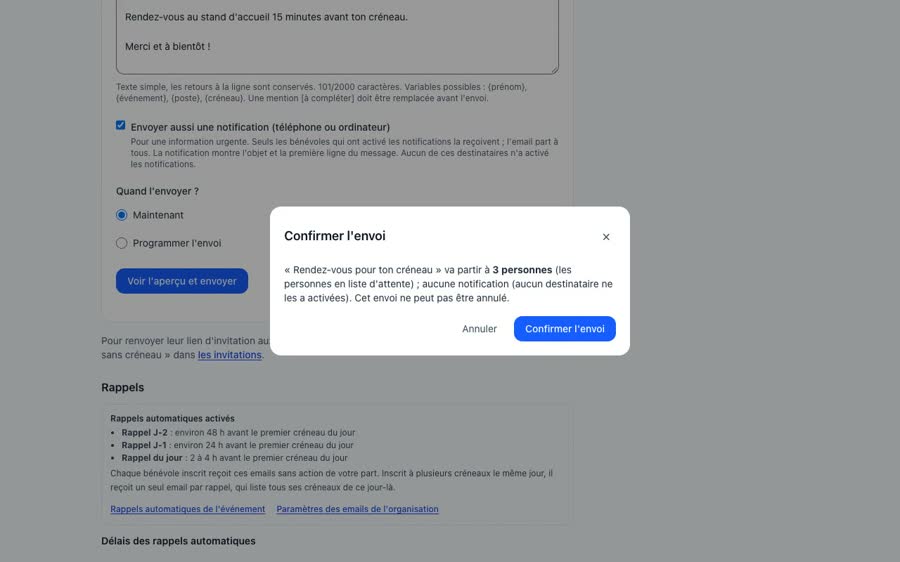 Rendez-vous au stand d'accueil 15 minutes avant ton créneau.
Merci et à bientôt !
Texte simple, les retours à la ligne sont conservés. 101/2000 caractères. Variables possibles : {prénom},
{événement}, {poste}, {créneau}. Une mention [à compléter] doit être remplacée avant l'envoi.
Envoyer aussi une notification (téléphone ou ordinateur)
Pour une information urgente. Seuls les bénévoles qui ont activé les notifications la reçoivent ; l'email part à
tous. La notification montre l'objet et la première ligne du message. Aucun de ces destinataires n'a activé
les notifications.
Quand l'envoyer ?
Maintenant
Programmer l'envoi
Voir l'aperçu et envoyer
Confirmer l'envoi
×
« Rendez-vous pour ton créneau » va partir à 3 personnes (les
personnes en liste d'attente) ; aucune notification (aucun destinataire ne
les a activées). Cet envoi ne peut pas être annulé.
Annuler
Confirmer l'envoi
Pour renvoyer leur lien d'invitation au
sans créneau » dans les invitations.
Rappels
Rappels automatiques activés
• Rappel J-2 : environ 48 h avant le premier créneau du jour
• Rappel J-1 : environ 24 h avant le premier créneau du jour
• Rappel du jour : 2 à 4 h avant le premier créneau du jour
Chaque bénévole inscrit reçoit ces emails sans action de votre part. Inscrit à plusieurs créneaux le même jour, il
reçoit un seul email par rappel, qui liste tous ses créneaux de ce jour-là.
Rappels automatiques de l'événement
Paramètres des emails de l'organisation
Délais des rappels automatiques